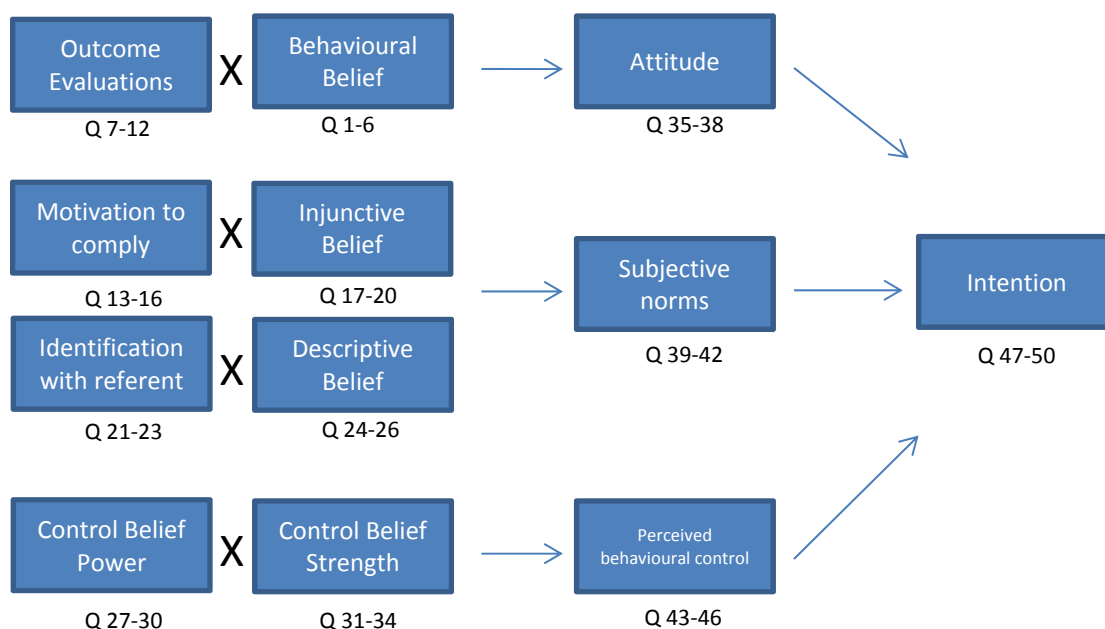 Outcome
Evaluations
X
Behavioural
Belief
Attitude
Q 7-12
Q 1-6
Q 35-38
Motivation to
comply
X
Injunctive
Belief
Q 13-16
Q 17-20
Subjective
norms
Intention
Identification
with referent
X
Descriptive
Belief
Q 39-42
Q 47-50
Q 21-23
Q 24-26
Control Belief
Power
X
Control Belief
Strength
Perceived
behavioural control
Q 27-30
Q 31-34
Q 43-46